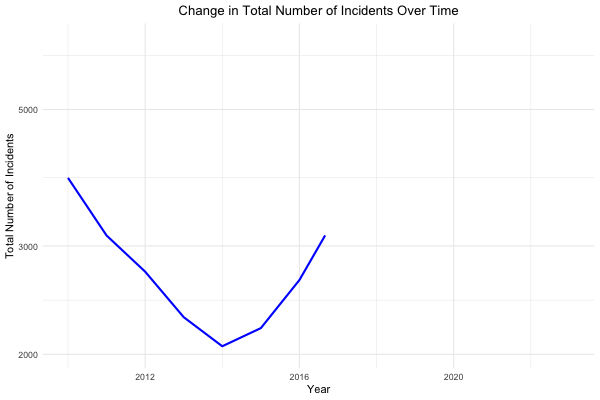 Change in Total Number of Incidents Over Time
Total Number of Incidents
5000
3000
2000
2012
2016
2020
Year